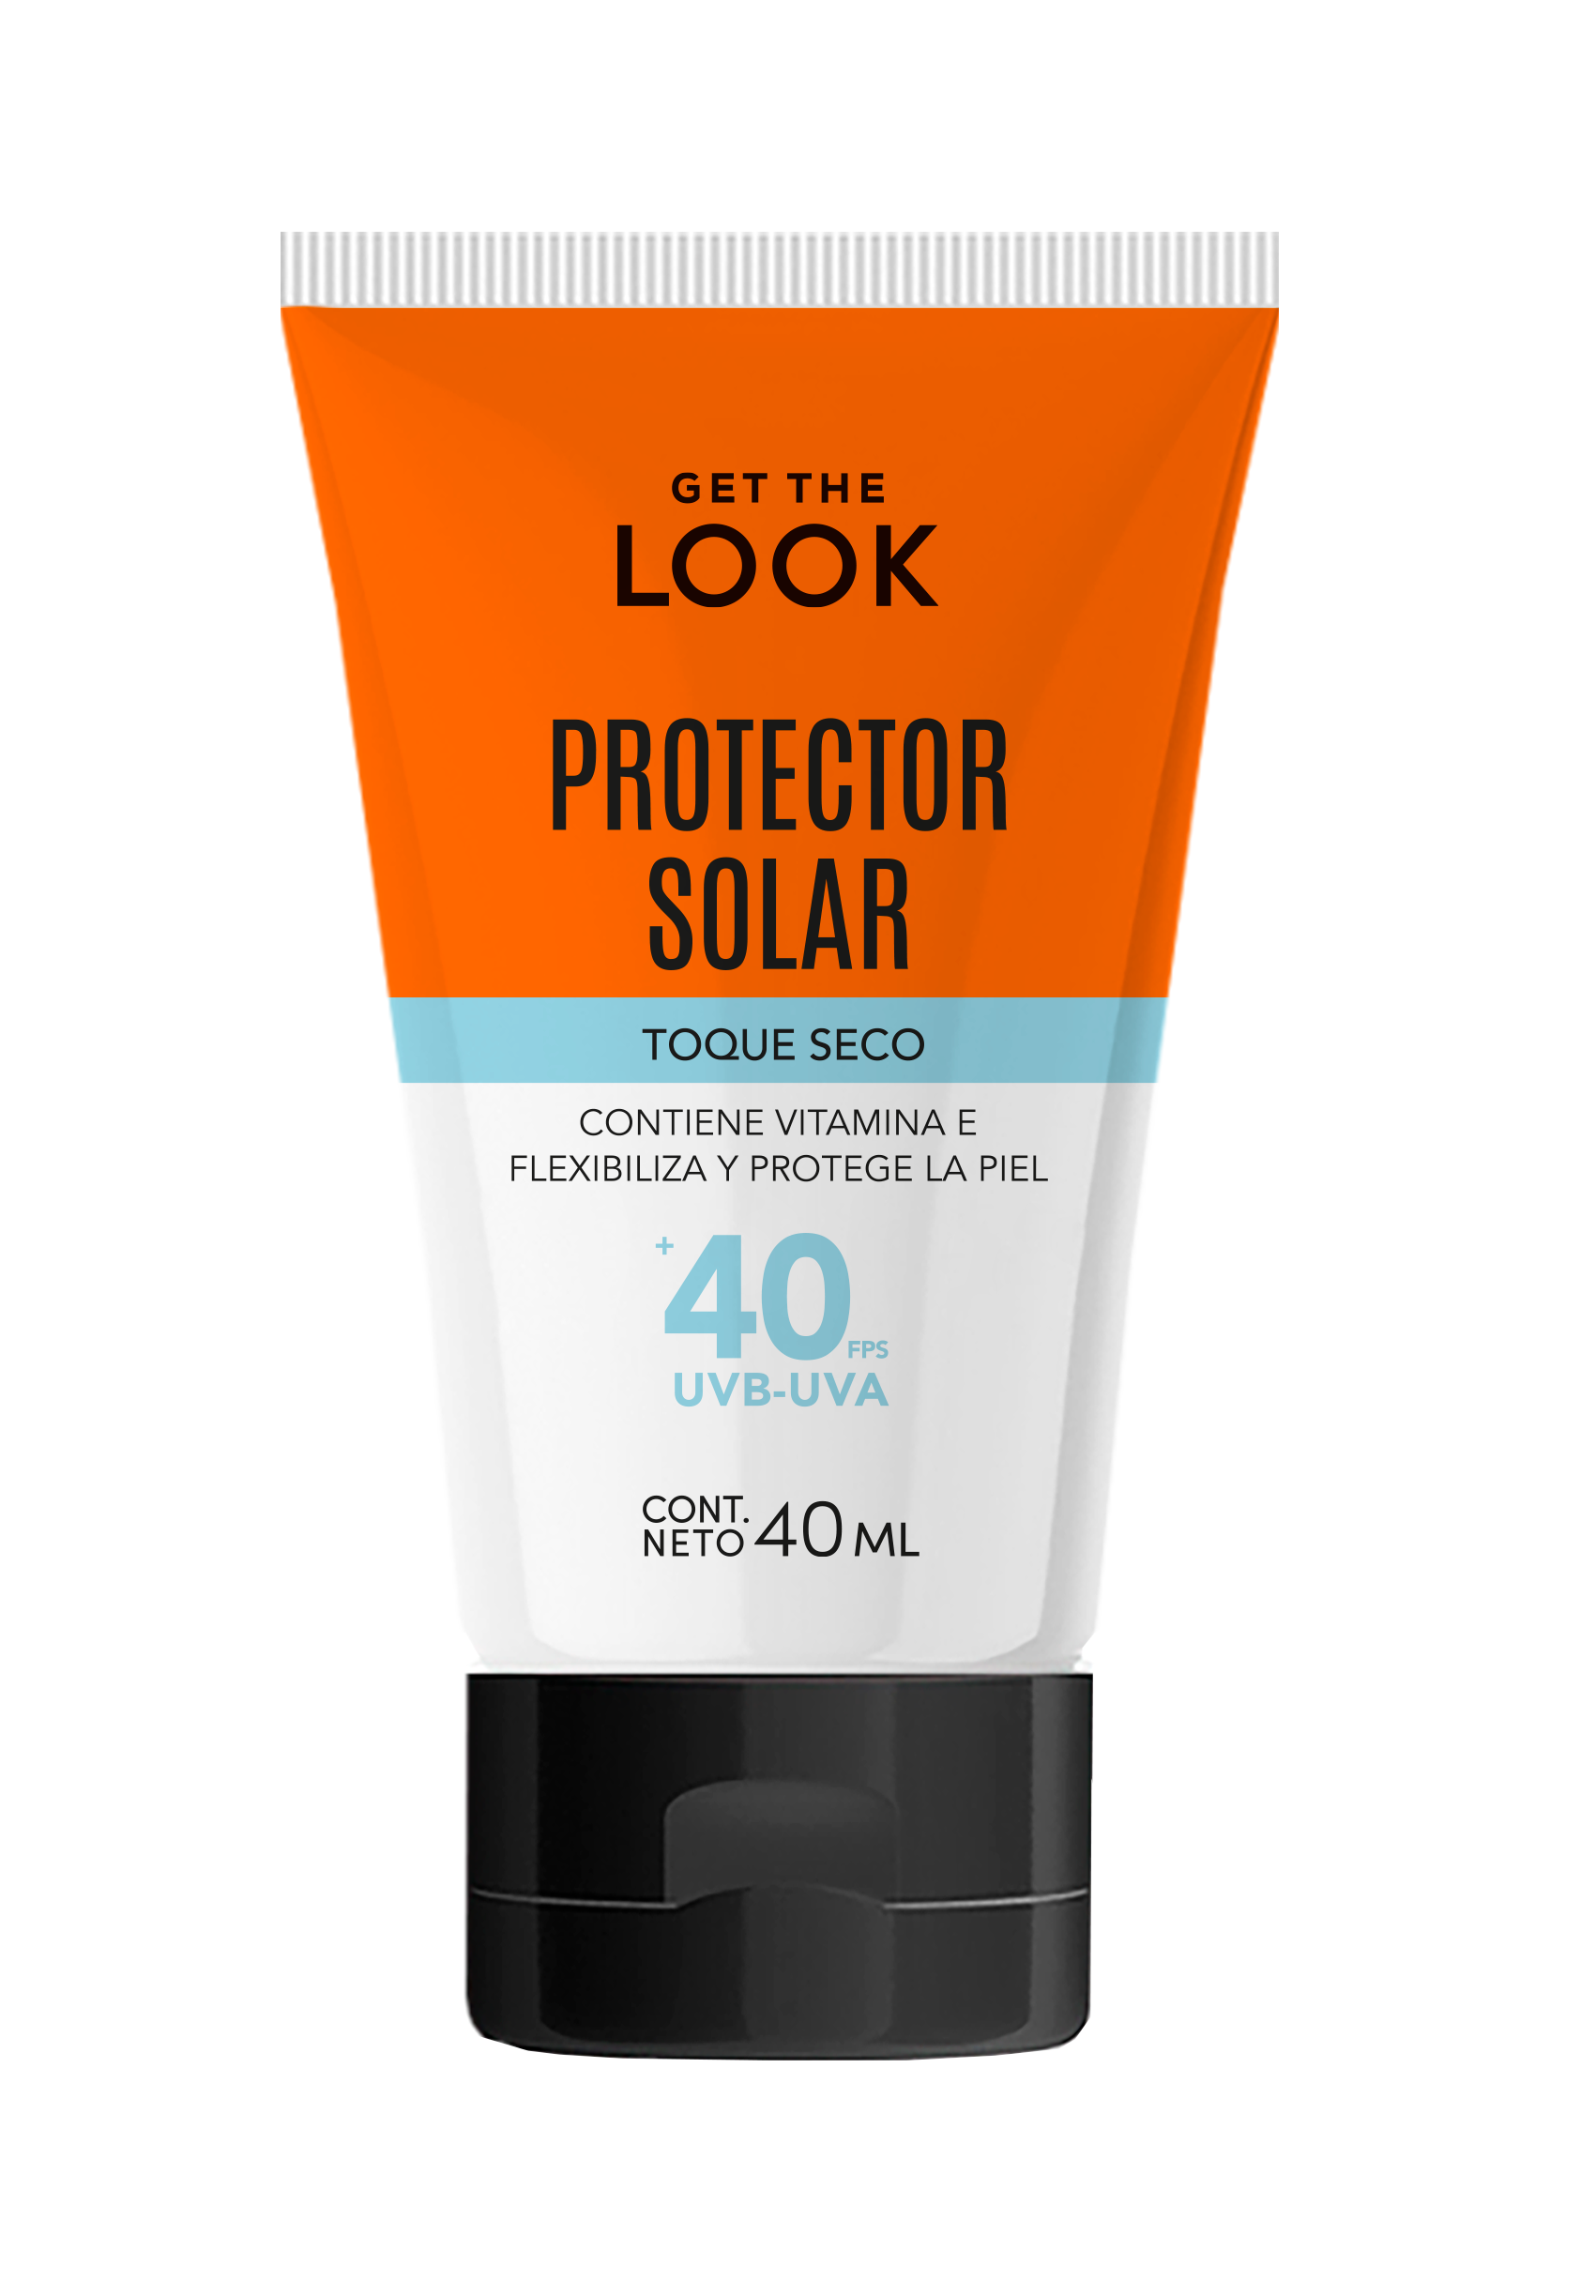 GET THE
LOOK
PROTECTOR
SOLAR
TOQUE SECO
CONTIENE VITAMINA E
FLEXIBILIZA Y PROTEGE LA PIEL
+40 FPS
UVB-UVA
CONT.
NETO 40 ML